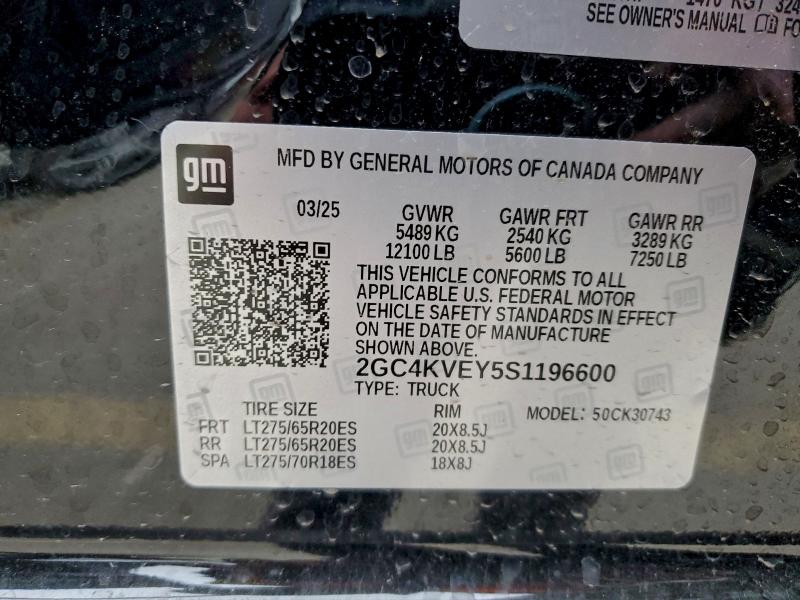 1470 KG
SEE OWNER'S MANUAL FO
gm
MFD BY GENERAL MOTORS OF CANADA COMPANY
03/25 GVWR GAWR FRT GAWR RR
5489 KG 2540 KG 3289 KG
12100 LB 5600 LB 7250 LB
THIS VEHICLE CONFORMS TO ALL
APPLICABLE U.S. FEDERAL MOTOR
VEHICLE SAFETY STANDARDS IN EFFECT
ON THE DATE OF MANUFACTURE
SHOWN ABOVE.
2GC4KVEY5S1196600
TYPE: TRUCK
TIRE SIZE RIM MODEL: 50CK30743
FRT LT275/65R20ES 20X8.5J
RR LT275/65R20ES 20X8.5J
SPA LT275/70R18ES 18X8J